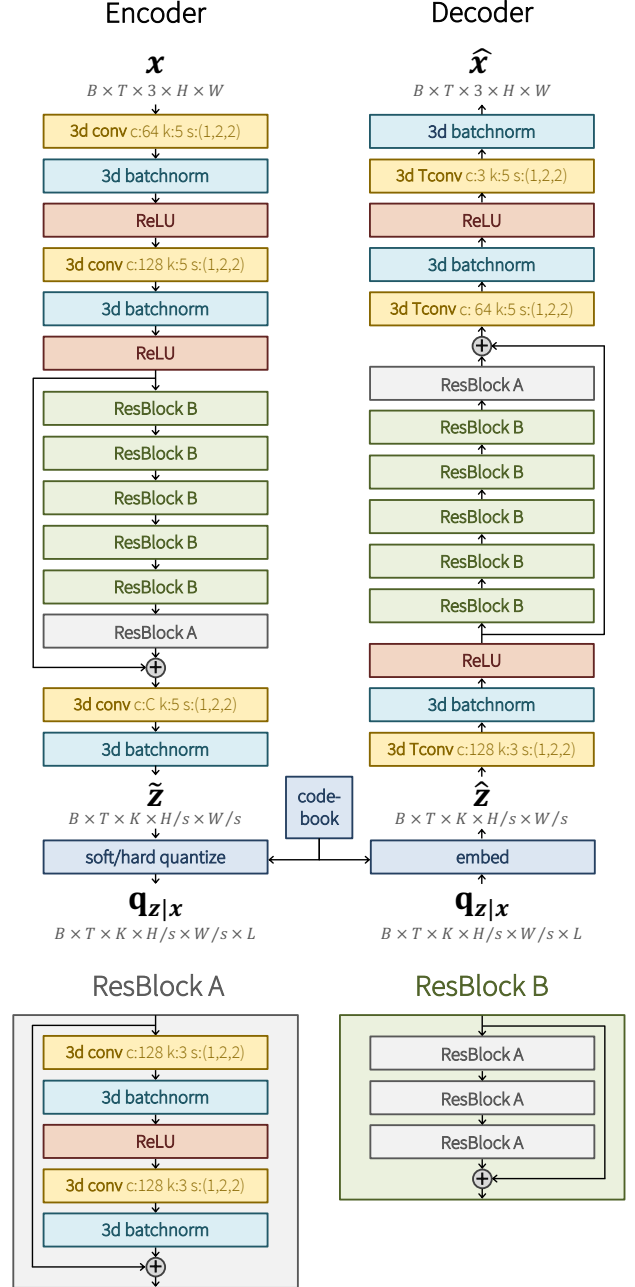 Encoder
x
B × T × 3 × H × W
3d conv c:64 k:5 s:(1,2,2)
3d batchnorm
ReLU
3d conv c:128 k:5 s:(1,2,2)
3d batchnorm
ReLU
ResBlock B
ResBlock B
ResBlock B
ResBlock B
ResBlock B
ResBlock A
+
3d conv c:C k:5 s:(1,2,2)
3d batchnorm
z̃
B × T × K × H/s × W/s
soft/hard quantize
q_{z|x}
B × T × K × H/s × W/s × L
code-
book
Decoder
x̂
B × T × 3 × H × W
3d batchnorm
3d Tconv c:3 k:5 s:(1,2,2)
ReLU
3d batchnorm
3d Tconv c: 64 k:5 s:(1,2,2)
+
ResBlock A
ResBlock B
ResBlock B
ResBlock B
ResBlock B
ResBlock B
ReLU
3d batchnorm
3d Tconv c:128 k:3 s:(1,2,2)
ẑ
B × T × K × H/s × W/s
embed
q_{z|x}
B × T × K × H/s × W/s × L
ResBlock A
3d conv c:128 k:3 s:(1,2,2)
3d batchnorm
ReLU
3d conv c:128 k:3 s:(1,2,2)
3d batchnorm
+
ResBlock B
ResBlock A
ResBlock A
ResBlock A
+